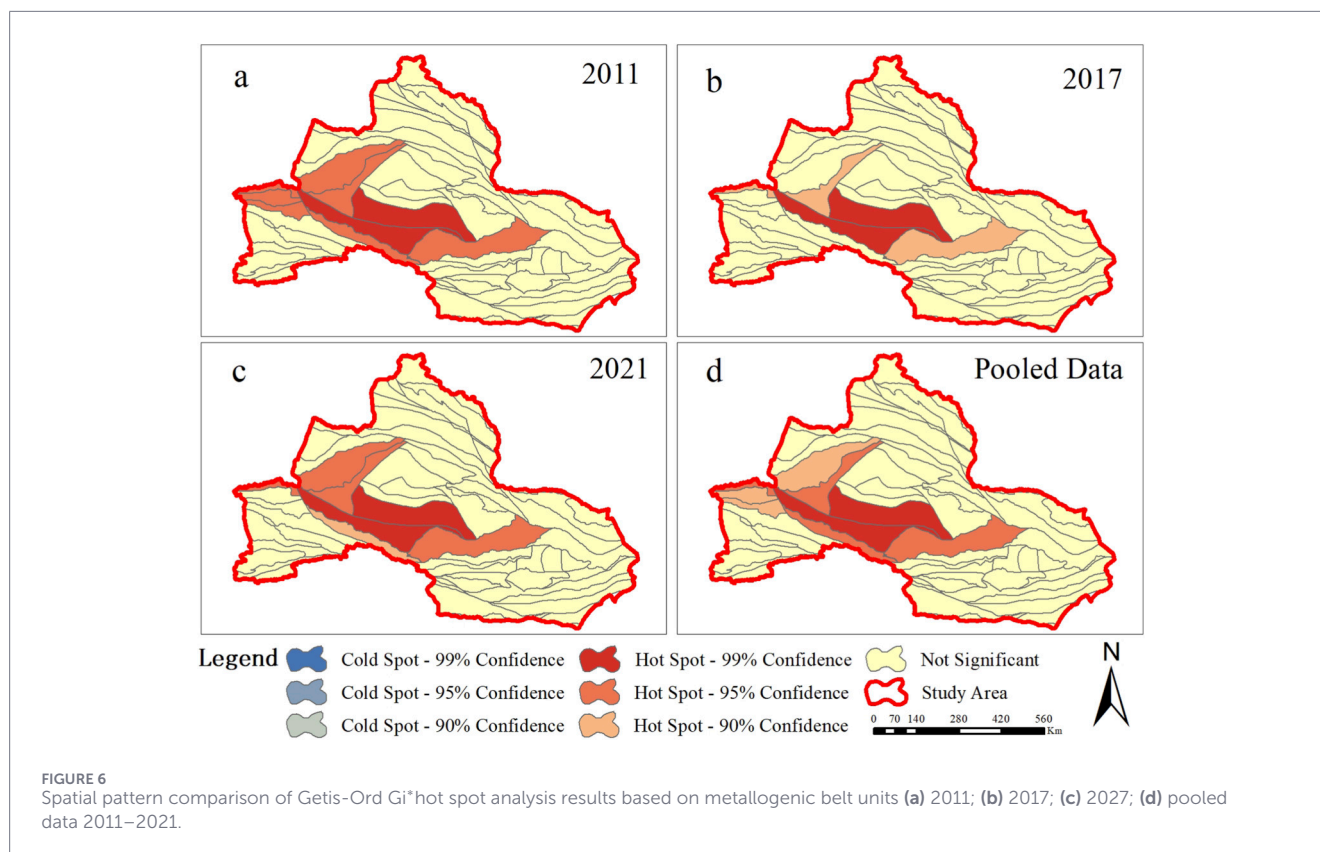 a 2011
b 2017
c 2021
d Pooled Data
Legend
Cold Spot - 99% Confidence
Hot Spot - 99% Confidence
Not Significant
Cold Spot - 95% Confidence
Hot Spot - 95% Confidence
Study Area
Cold Spot - 90% Confidence
Hot Spot - 90% Confidence
N
0 70 140 280 420 560
Km
FIGURE 6
Spatial pattern comparison of Getis-Ord Gi*hot spot analysis results based on metallogenic belt units (a) 2011; (b) 2017; (c) 2027; (d) pooled
data 2011–2021.